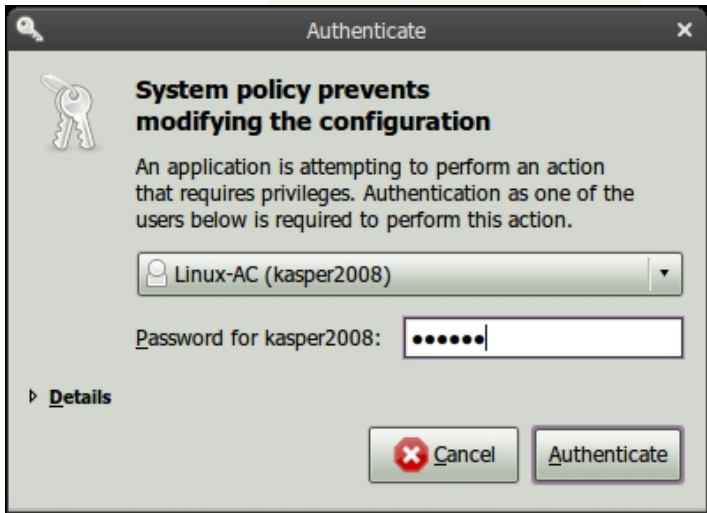 Authenticate
System policy prevents
modifying the configuration
An application is attempting to perform an action
that requires privileges. Authentication as one of the
users below is required to perform this action.
Linux-AC (kasper2008)
Password for kasper2008: ••••••
Details
Cancel Authenticate